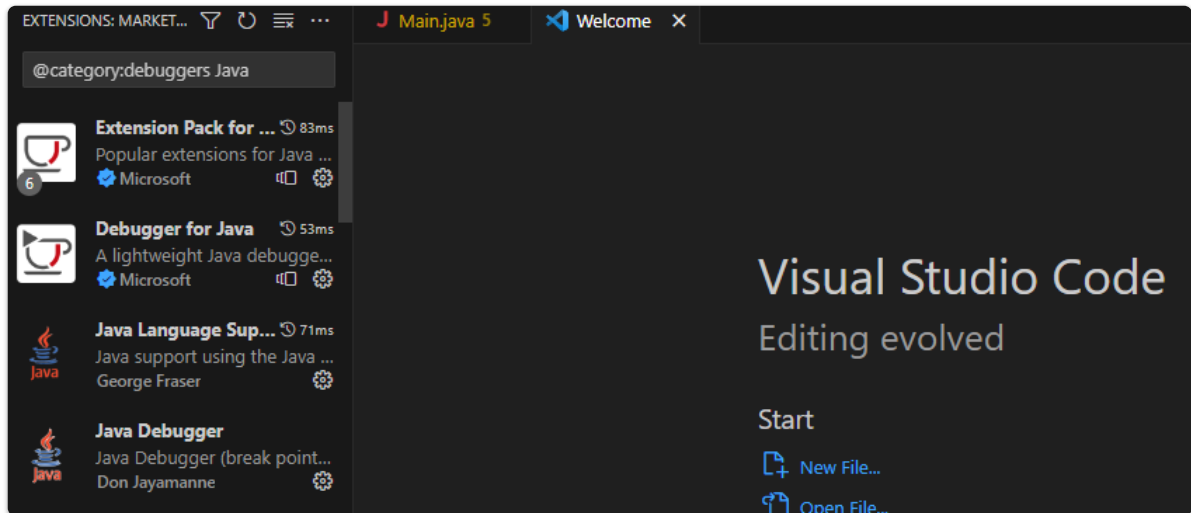 EXTENSIONS: MARKET...
@category:debuggers Java
Extension Pack for ... 83ms
Popular extensions for Java ...
Microsoft
6
Debugger for Java 53ms
A lightweight Java debugge...
Microsoft
Java Language Sup... 71ms
Java support using the Java ...
George Fraser
Java
Java Debugger
Java Debugger (break point...
Don Jayamanne
Java
J Main.java 5
Welcome
Visual Studio Code
Editing evolved
Start
New File...
Open File...